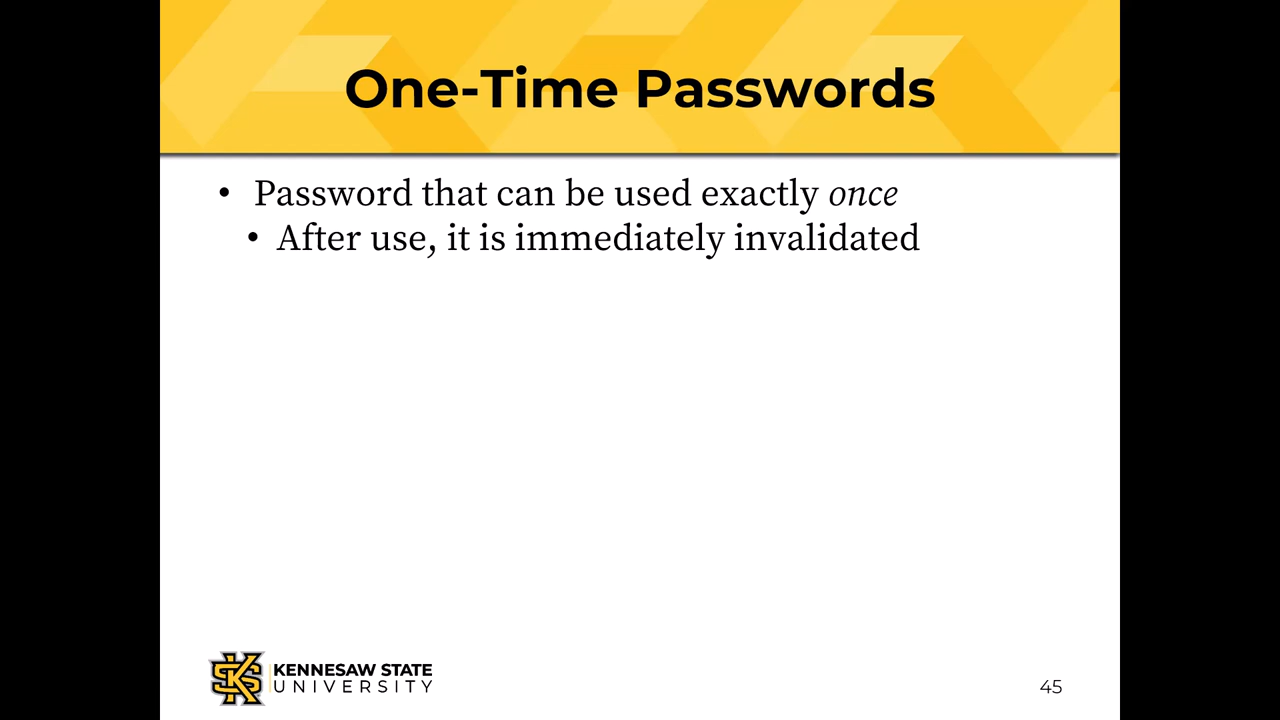 One-Time Passwords
• Password that can be used exactly once
• After use, it is immediately invalidated
KENNESAW STATE
UNIVERSITY
45